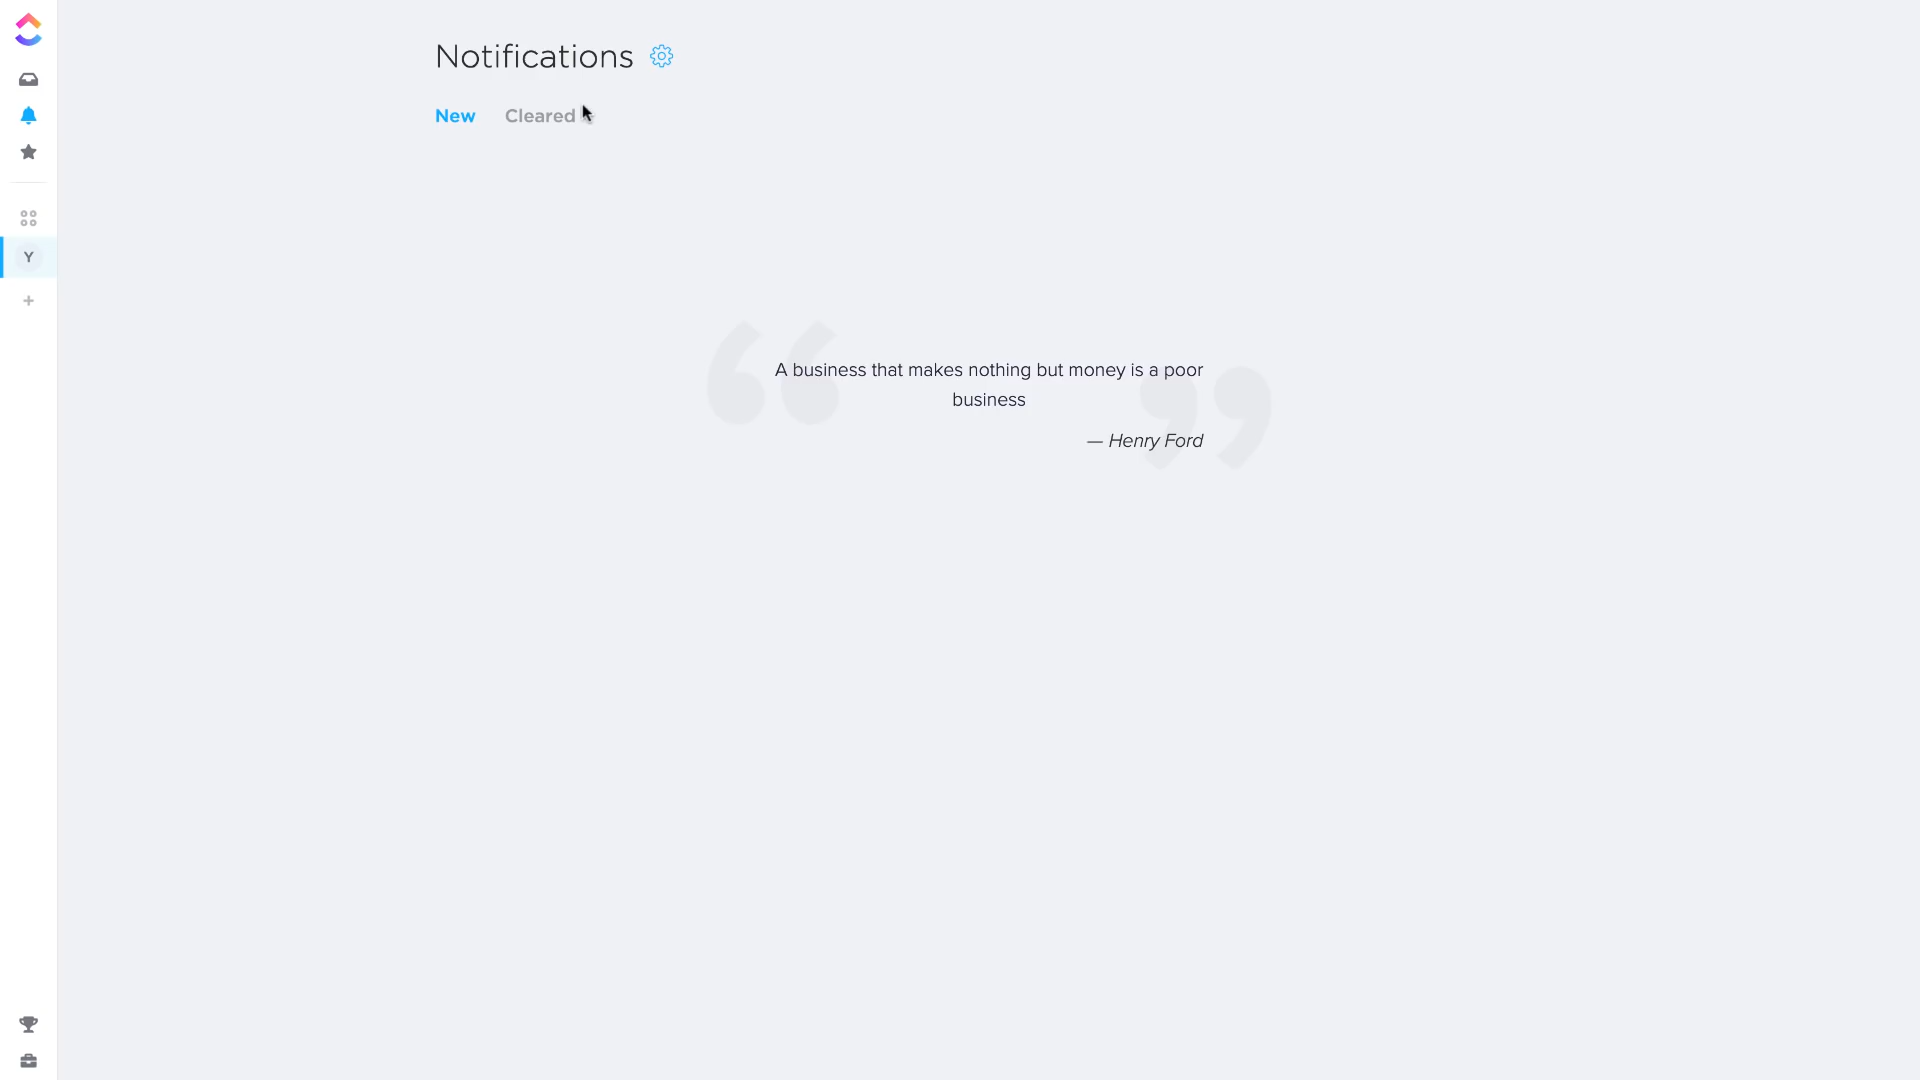 Notifications
New
Cleared
Y
A business that makes nothing but money is a poor
business
— Henry Ford